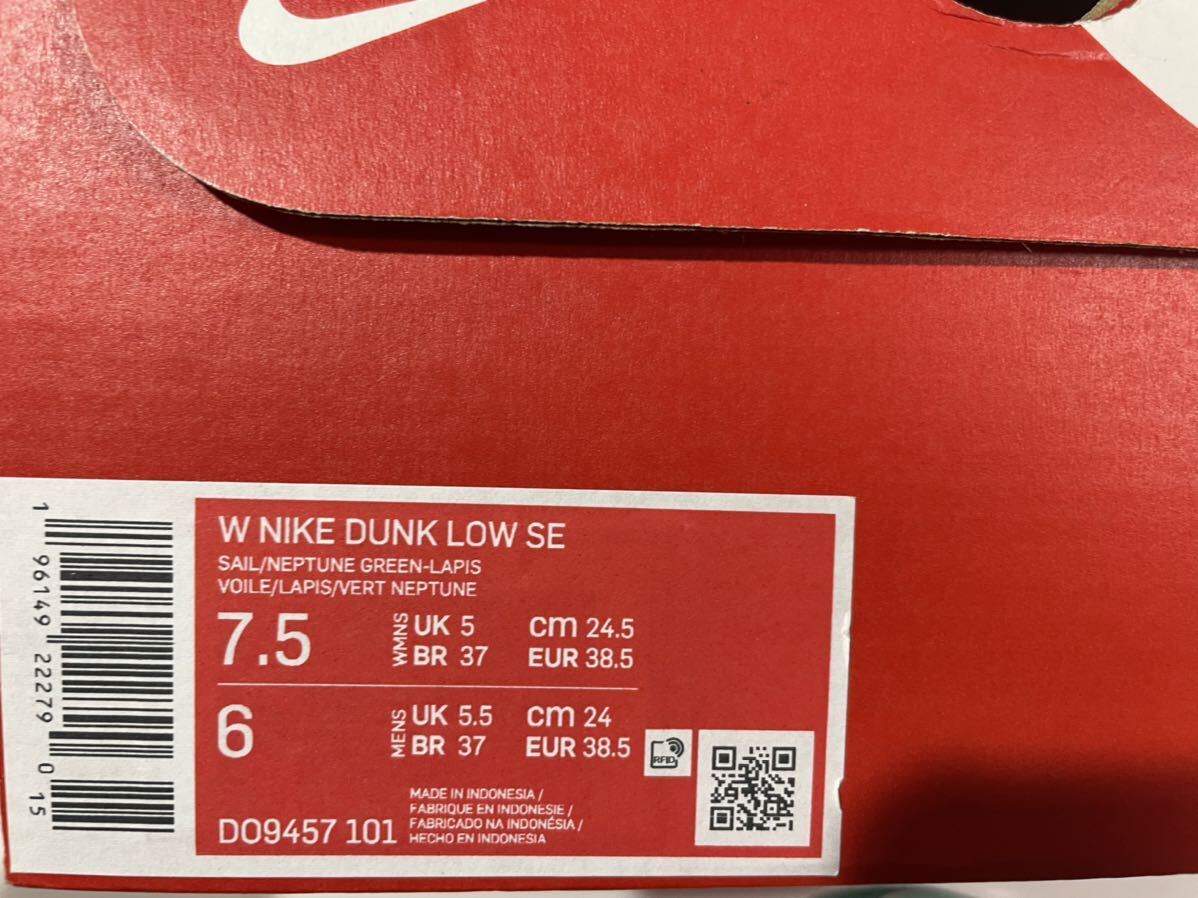 W NIKE DUNK LOW SE
SAIL/NEPTUNE GREEN-LAPIS
VOILE/LAPIS/VERT NEPTUNE
7.5 WMNS UK 5 cm 24.5
BR 37 EUR 38.5
6 MENS UK 5.5 cm 24
BR 37 EUR 38.5
RFID
MADE IN INDONESIA /
FABRIQUE EN INDONESIE /
FABRICADO NA INDONÉSIA /
HECHO EN INDONESIA
DO9457 101
1 96149 22279 0 15